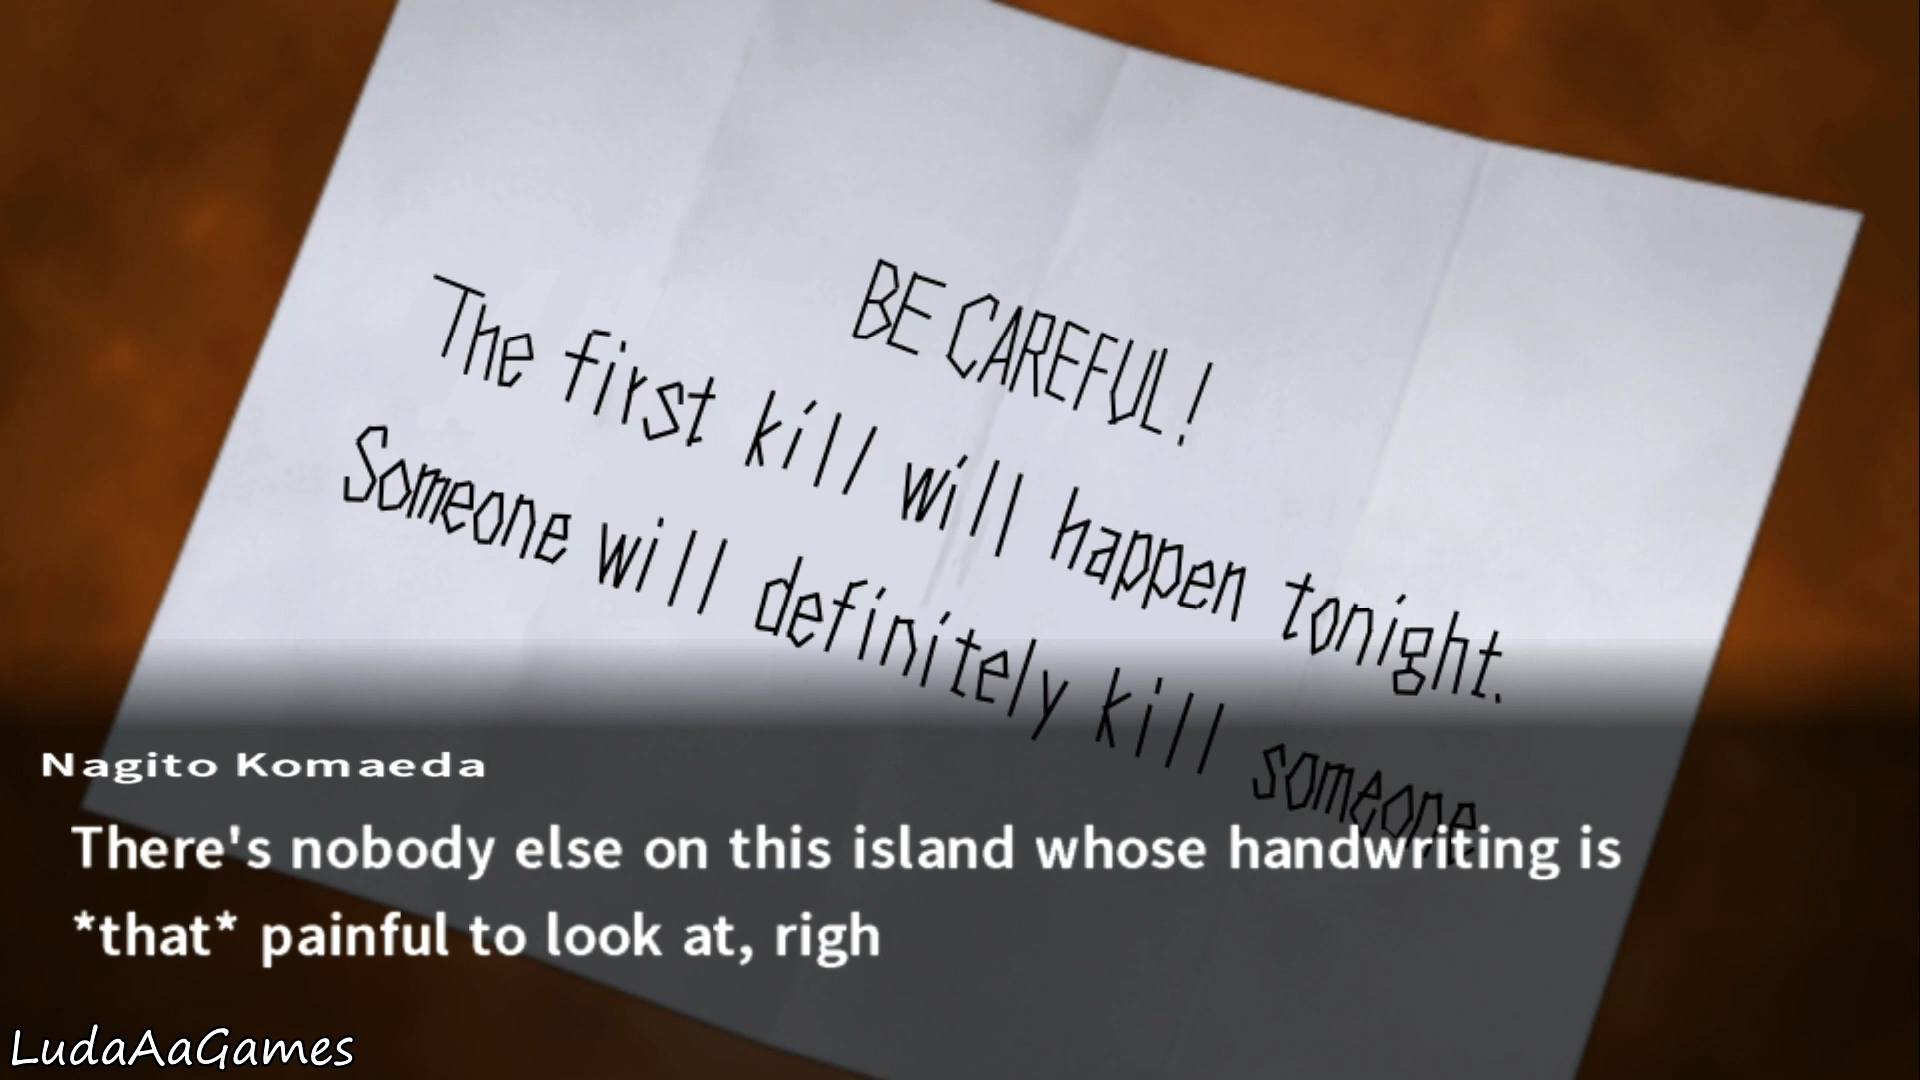 BE CAREFUL!
The first kill will happen tonight.
Someone will definitely kill someone
Nagito Komaeda
There's nobody else on this island whose handwriting is
*that* painful to look at, righ
LudaAaGames